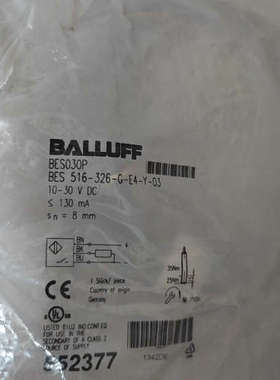 BALLUFF
BES030P
BES 516-326-G-E4-Y-03
10-30 V DC
≤ 130 mA
sn = 8 mm
BN
BK
BU
CE
1 Stück/ piece
Country of origin
Germany
LISTED E1U2 IND.CONT.EQ
FOR USE IN THE
SECONDARY OF A CLASS 2
SOURCE OF SUPPLY
552377